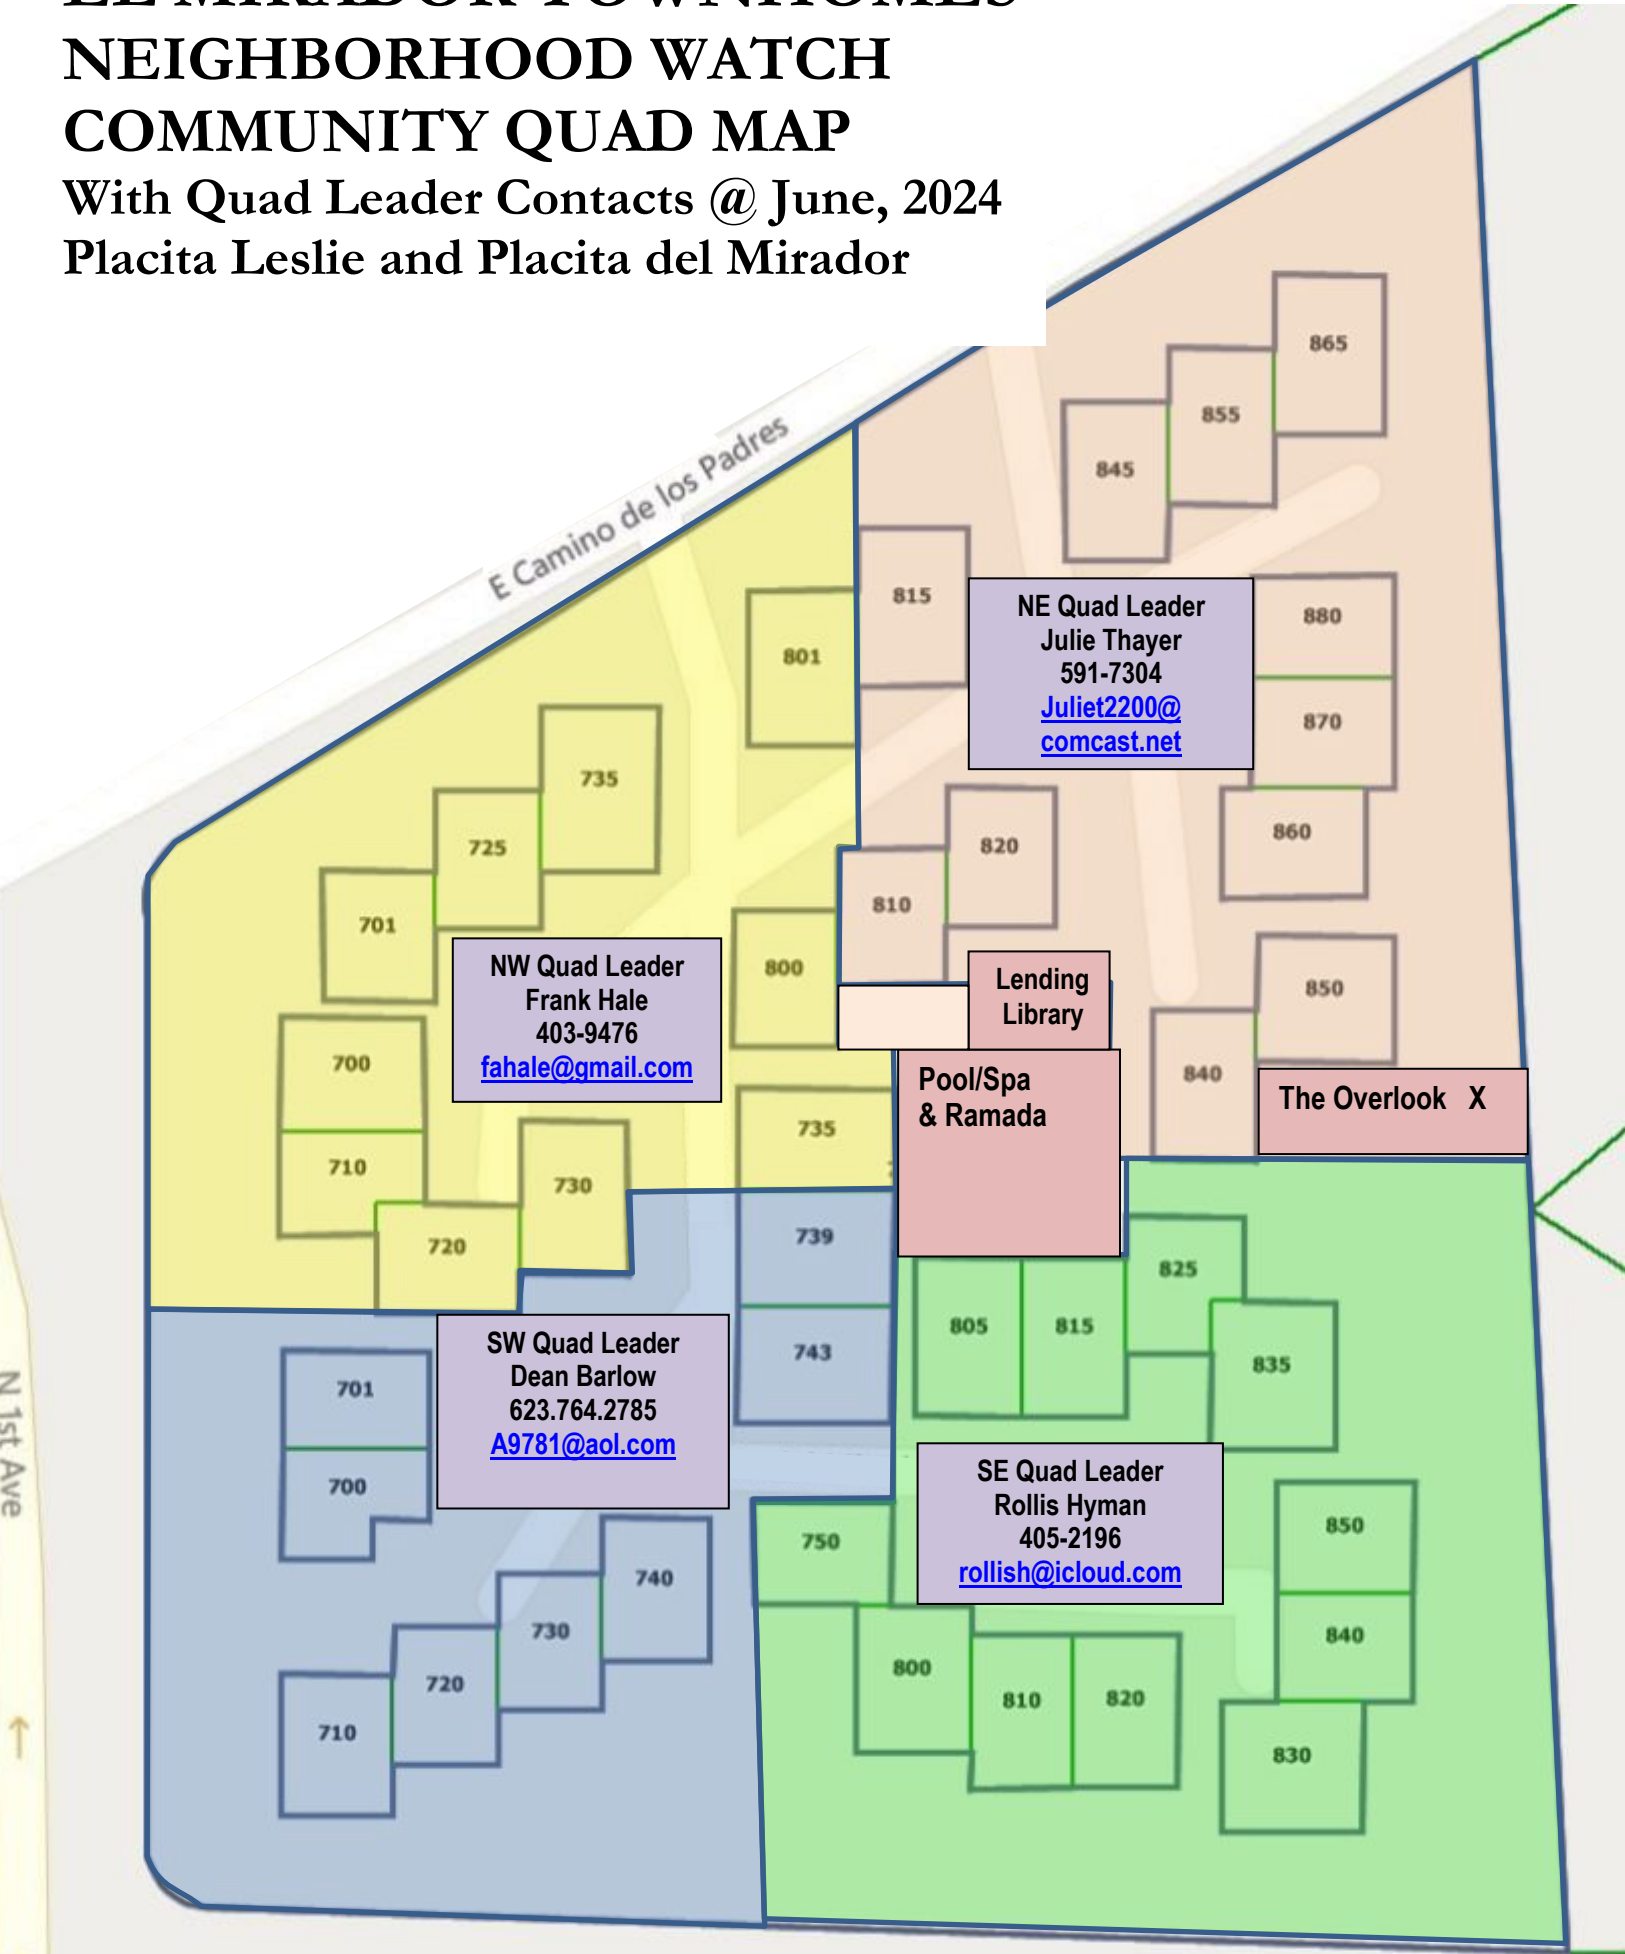 EL MIRADOR TOWNHOMES
NEIGHBORHOOD WATCH
COMMUNITY QUAD MAP
With Quad Leader Contacts @ June, 2024
Placita Leslie and Placita del Mirador
E Camino de los Padres
865
855
845
815
801
NE Quad Leader
Julie Thayer
591-7304
Juliet2200@
comcast.net
880
870
860
735
725
701
820
810
800
NW Quad Leader
Frank Hale
403-9476
fahale@gmail.com
Lending
Library
850
840
700
710
720
730
735
Pool/Spa
& Ramada
The Overlook X
739
743
825
805
815
835
SW Quad Leader
Dean Barlow
623.764.2785
A9781@aol.com
701
700
N 1st Ave
SE Quad Leader
Rollis Hyman
405-2196
rollish@icloud.com
750
850
840
830
740
730
720
710
800
810
820
↑